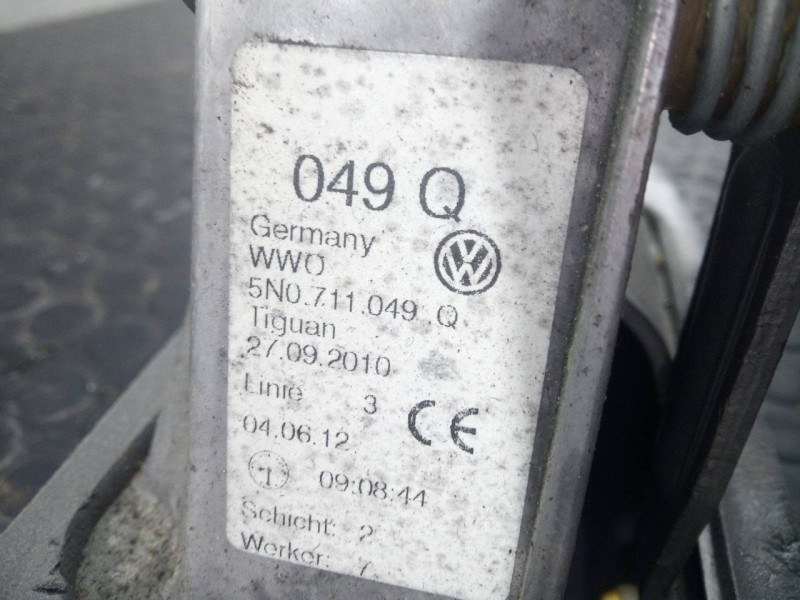 049 Q
Germany
WWO
5N0.711.049 Q
Tiguan
27.09.2010
Linie 3
CE
04.06.12
09:08:44
Schicht: 2
Werker: 7